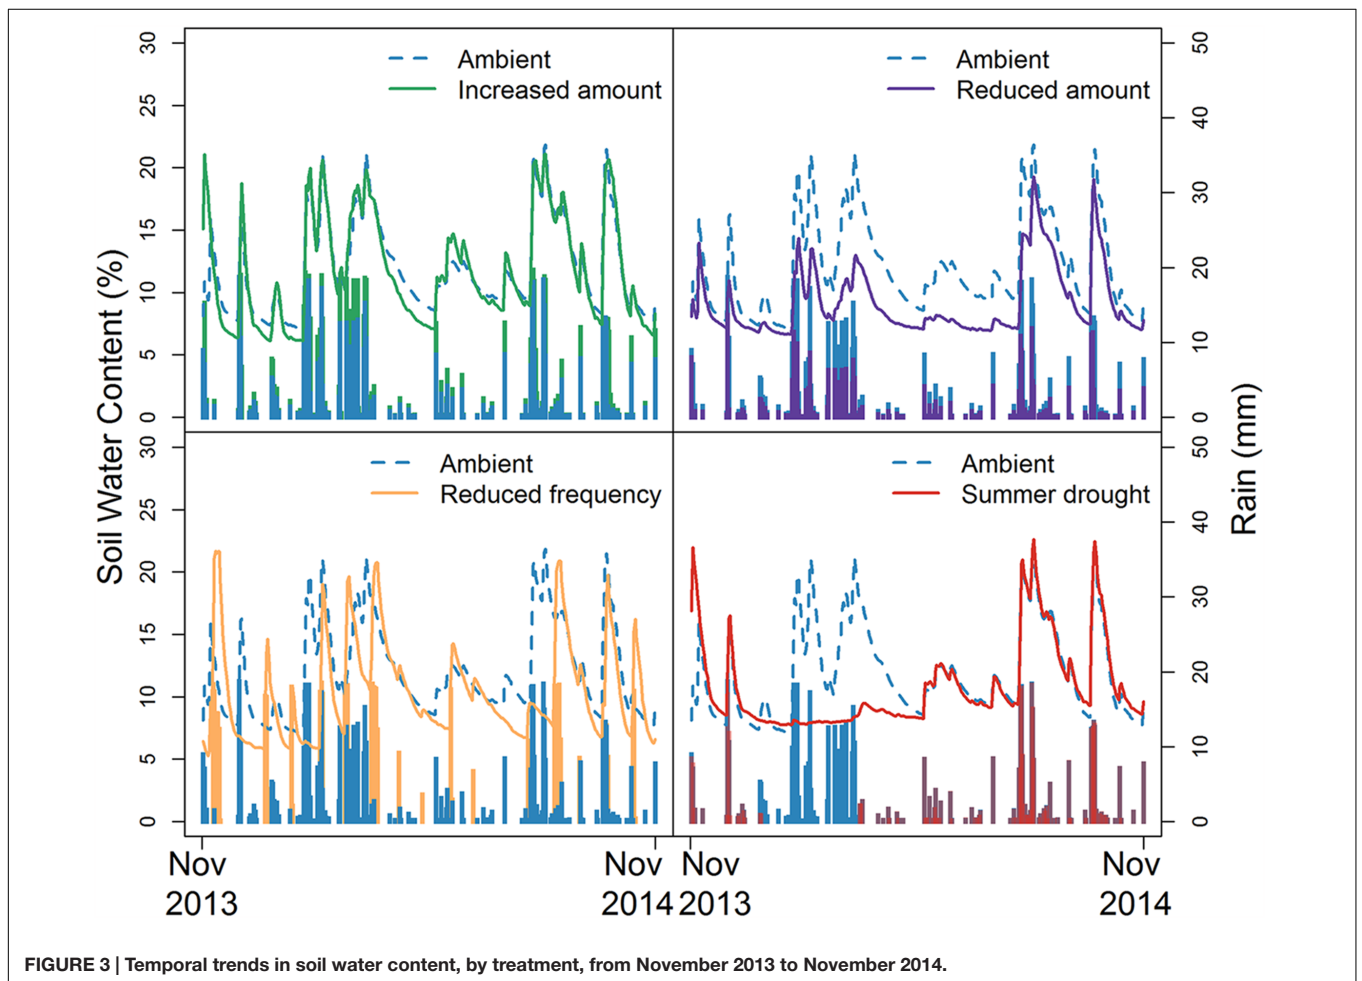 Soil Water Content (%)
Rain (mm)
30
25
20
15
10
5
0
Ambient
Increased amount
Ambient
Reduced amount
50
40
30
20
10
0
30
25
20
15
10
5
0
Ambient
Reduced frequency
Ambient
Summer drought
50
40
30
20
10
0
Nov
2013
Nov
2014
Nov
2013
Nov
2014
FIGURE 3 | Temporal trends in soil water content, by treatment, from November 2013 to November 2014.